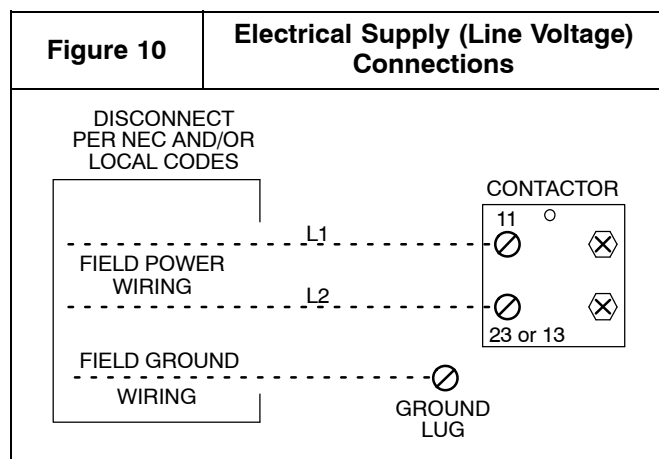 Figure 10
Electrical Supply (Line Voltage)
Connections
DISCONNECT
PER NEC AND/OR
LOCAL CODES
CONTACTOR
11
L1
FIELD POWER
WIRING
L2
23 or 13
FIELD GROUND
WIRING
GROUND
LUG